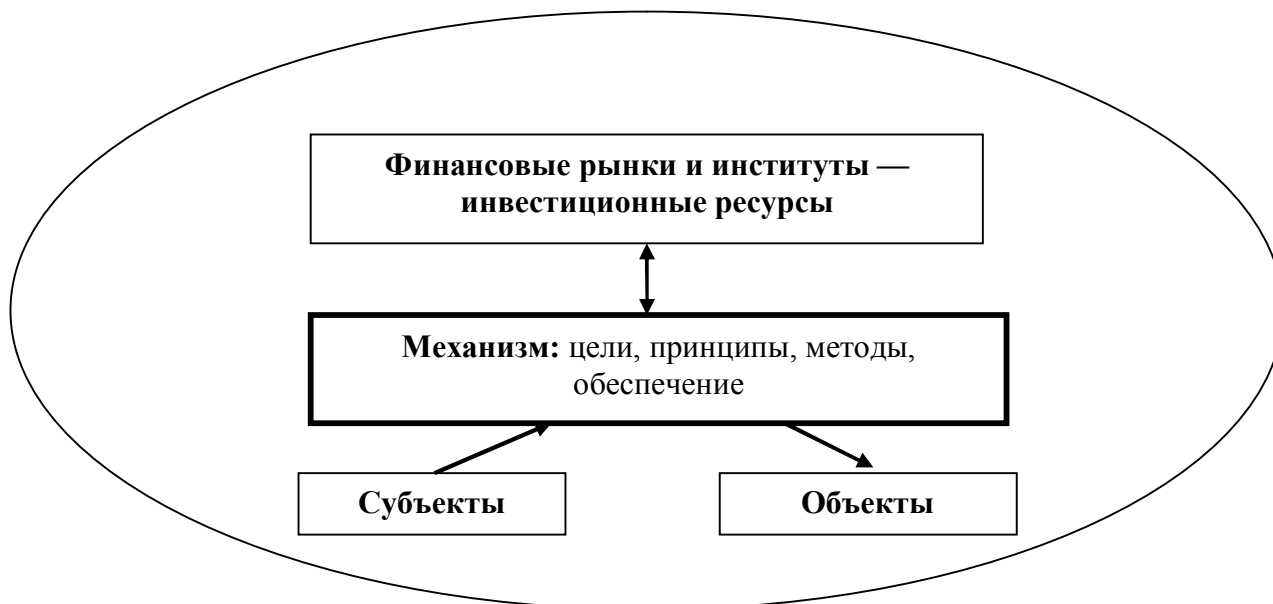 Финансовые рынки и институты —
инвестиционные ресурсы
Механизм: цели, принципы, методы,
обеспечение
Субъекты
Объекты